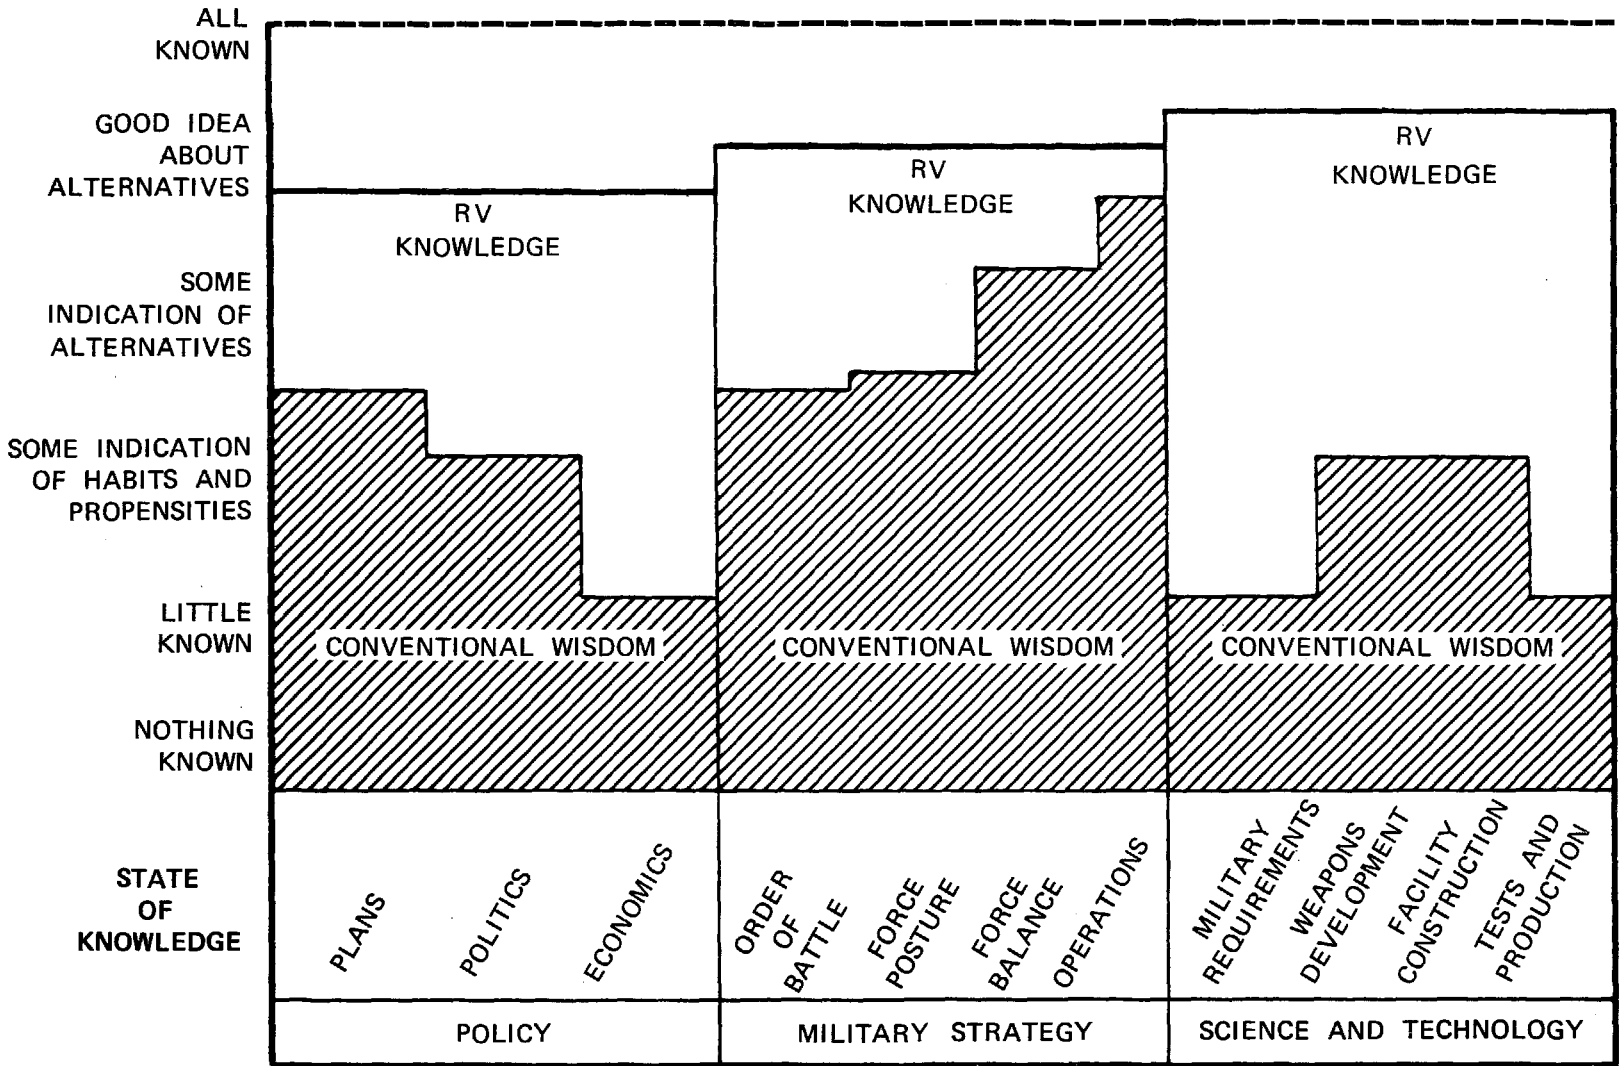 ALL
KNOWN
GOOD IDEA
ABOUT
ALTERNATIVES
SOME
INDICATION OF
ALTERNATIVES
SOME INDICATION
OF HABITS AND
PROPENSITIES
LITTLE
KNOWN
NOTHING
KNOWN
RV
KNOWLEDGE
RV
KNOWLEDGE
RV
KNOWLEDGE
CONVENTIONAL WISDOM
CONVENTIONAL WISDOM
CONVENTIONAL WISDOM
STATE
OF
KNOWLEDGE
PLANS
POLITICS
ECONOMICS
ORDER
OF
BATTLE
FORCE
POSTURE
FORCE
BALANCE
OPERATIONS
MILITARY
REQUIREMENTS
WEAPONS
DEVELOPMENT
FACILITY
CONSTRUCTION
TESTS AND
PRODUCTION
POLICY
MILITARY STRATEGY
SCIENCE AND TECHNOLOGY